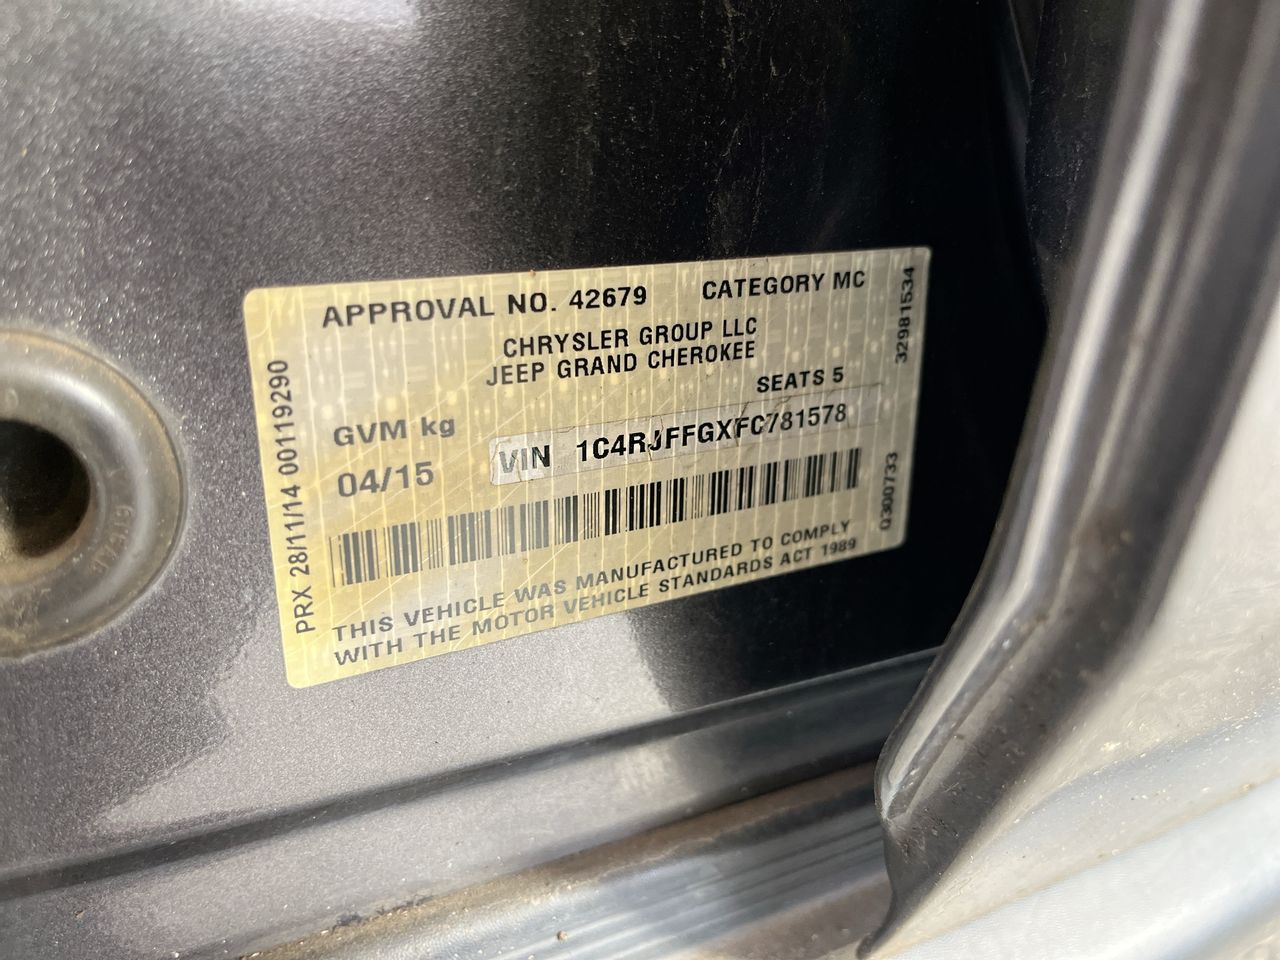 APPROVAL NO. 42679 CATEGORY MC
CHRYSLER GROUP LLC
JEEP GRAND CHEROKEE
SEATS 5
GVM kg
VIN 1C4RJFFGXFC781578
04/15
THIS VEHICLE WAS MANUFACTURED TO COMPLY
WITH THE MOTOR VEHICLE STANDARDS ACT 1989
PRX 28/11/14 00119290
32981534
Q300733